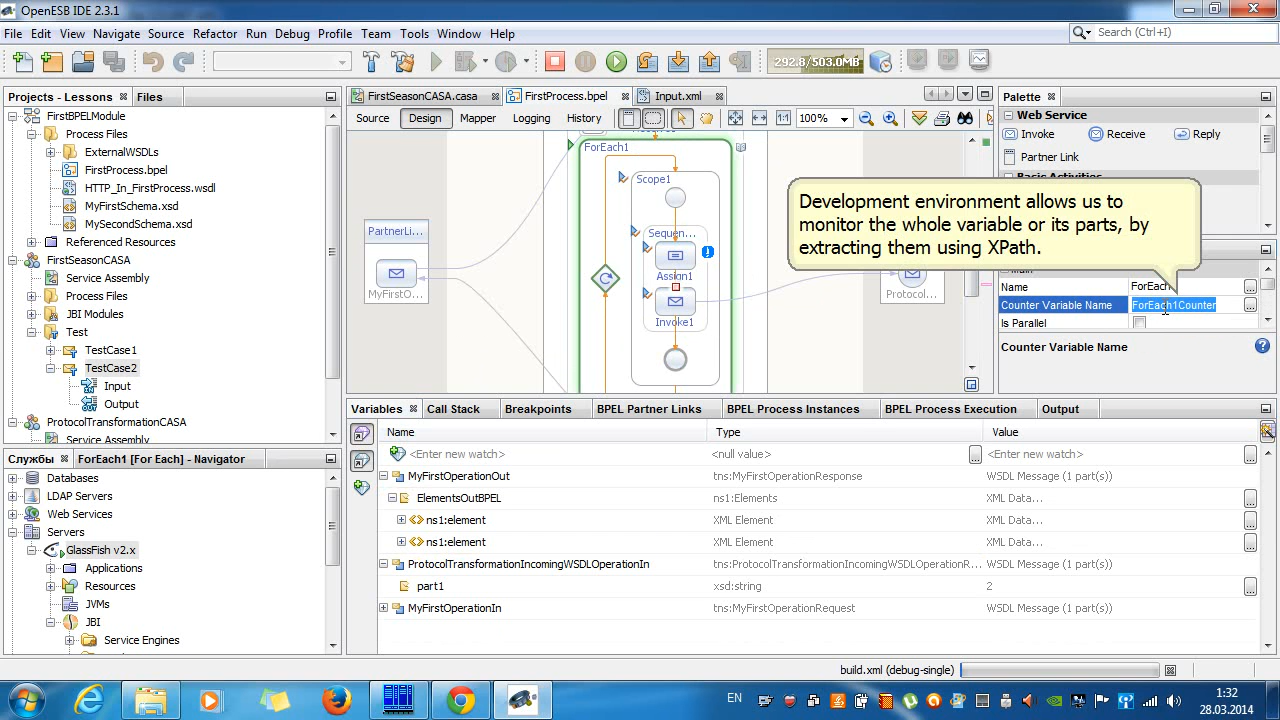 OpenESB IDE 2.3.1
File Edit View Navigate Source Refactor Run Debug Profile Team Tools Window Help
Search (Ctrl+I)
292.8/503.0MB
Projects - Lessons
Files
FirstBPELModule
Process Files
ExternalWSDLs
FirstProcess.bpel
HTTP_In_FirstProcess.wsdl
MyFirstSchema.xsd
MySecondSchema.xsd
Referenced Resources
FirstSeasonCASA
Service Assembly
Process Files
JBI Modules
Test
TestCase1
TestCase2
Input
Output
ProtocolTransformationCASA
Service Assembly
Службы
ForEach1 [For Each] - Navigator
Databases
LDAP Servers
Web Services
Servers
GlassFish v2.x
Applications
Resources
JVMs
JBI
Service Engines
FirstSeasonCASA.casa
FirstProcess.bpel
Input.xml
Source Design Mapper Logging History
100%
ForEach1
Scope1
Sequen...
Assign1
Invoke1
PartnerLi...
MyFirstO...
Protocol...
Palette
Web Service
Invoke Receive Reply
Partner Link
Basic Activities
Development environment allows us to
monitor the whole variable or its parts, by
extracting them using XPath.
Main
Name ForEach
Counter Variable Name ForEach1Counter
Is Parallel
Counter Variable Name
Variables Call Stack Breakpoints BPEL Partner Links BPEL Process Instances BPEL Process Execution Output
Name Type Value
<Enter new watch> <null value> <Enter new watch>
MyFirstOperationOut tns:MyFirstOperationResponse WSDL Message (1 part(s))
ElementsOutBPEL ns1:Elements XML Data...
ns1:element XML Element XML Data...
ns1:element XML Element XML Data...
ProtocolTransformationIncomingWSDLOperationIn tns:ProtocolTransformationIncomingWSDLOperationR... WSDL Message (1 part(s))
part1 xsd:string 2
MyFirstOperationIn tns:MyFirstOperationRequest WSDL Message (1 part(s))
build.xml (debug-single)
EN
1:32
28.03.2014